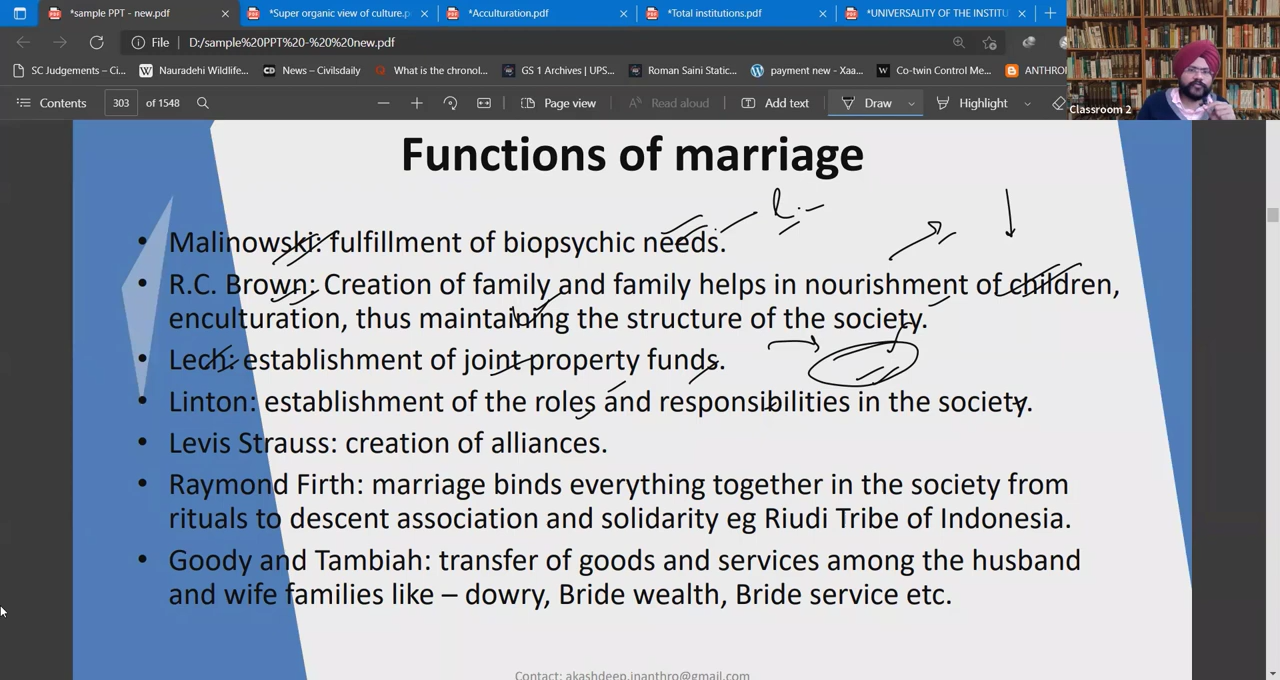 *sample PPT - new.pdf
*Super organic view of culture.p
*Acculturation.pdf
*Total institutions.pdf
*UNIVERSALITY OF THE INSTITU
File D:/sample%20PPT%20-%20%20new.pdf
SC Judgements – Ci...
Nauradehi Wildlife...
News – Civilsdaily
What is the chronol...
GS 1 Archives | UPS...
Roman Saini Static...
payment new - Xaa...
Co-twin Control Me...
ANTHRO
Contents 303 of 1548
Page view
Read aloud
Add text
Draw
Highlight
Classroom 2
Functions of marriage
• Malinowski: fulfillment of biopsychic needs.
• R.C. Brown: Creation of family and family helps in nourishment of children,
enculturation, thus maintaining the structure of the society.
• Lech: establishment of joint property funds.
• Linton: establishment of the roles and responsibilities in the society.
• Levis Strauss: creation of alliances.
• Raymond Firth: marriage binds everything together in the society from
rituals to descent association and solidarity eg Riudi Tribe of Indonesia.
• Goody and Tambiah: transfer of goods and services among the husband
and wife families like – dowry, Bride wealth, Bride service etc.
Contact: akashdeep.inanthro@gmail.com